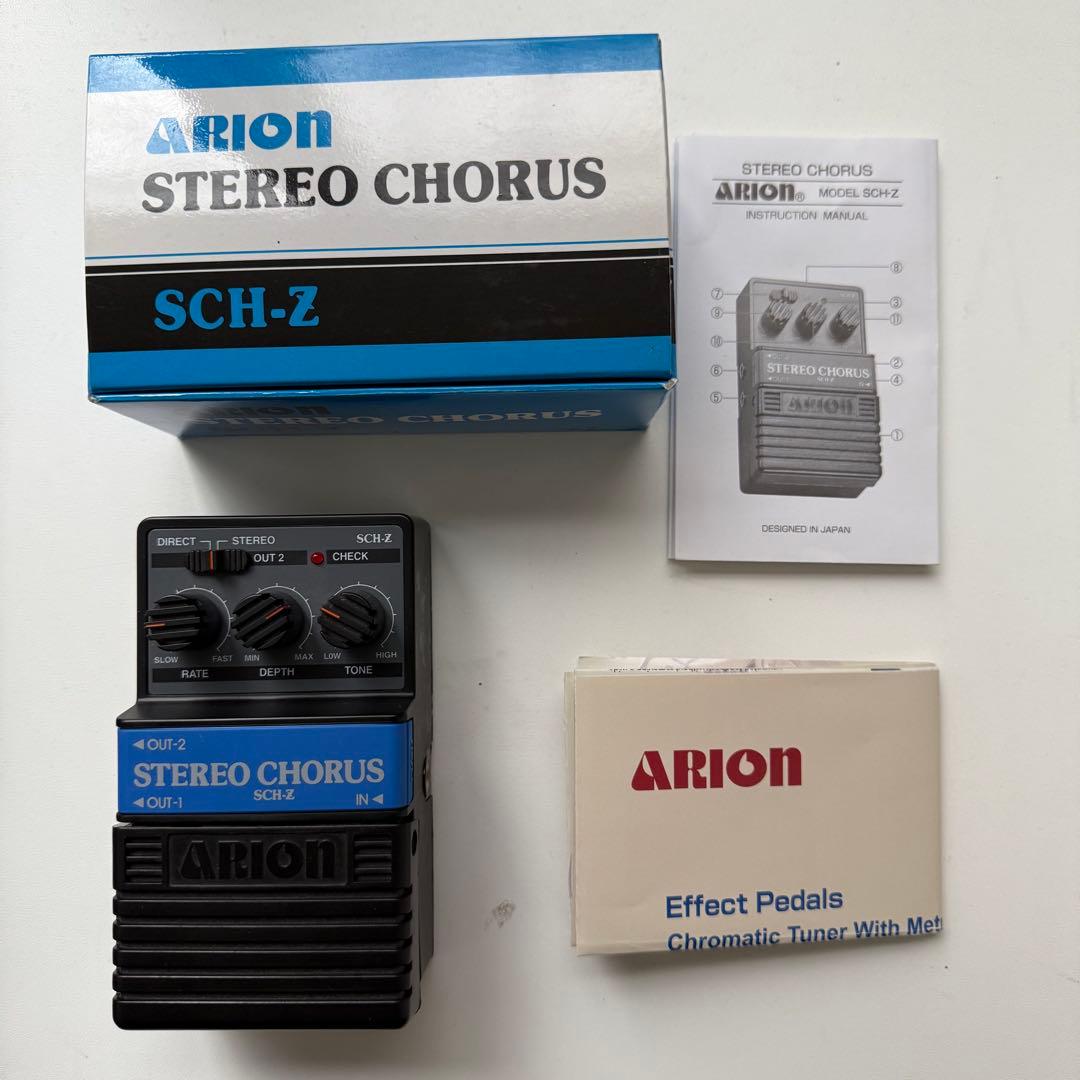 ARION
STEREO CHORUS
SCH-Z
ARION
STEREO CHORUS
STEREO CHORUS
ARION® MODEL SCH-Z
INSTRUCTION MANUAL
⑧
⑦
③
⑨
⑪
⑩
②
⑥
④
⑤
①
STEREO CHORUS
SCH-Z
ARION
DESIGNED IN JAPAN
DIRECT STEREO SCH-Z
OUT 2 CHECK
SLOW FAST MIN MAX LOW HIGH
RATE DEPTH TONE
◀ OUT-2
STEREO CHORUS
SCH-Z
◀ OUT-1 IN ◀
ARION
ARION
Effect Pedals
Chromatic Tuner With Met